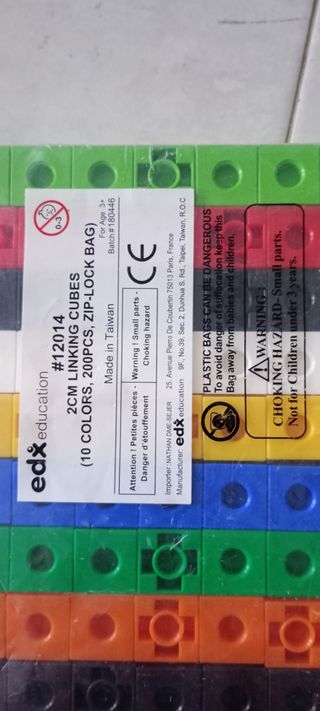 0-3
edx education
#12014
2CM LINKING CUBES
(10 COLORS, 200PCS, ZIP-LOCK BAG)
For Age 3+
Made in Taiwan
Batch# 180446
Attention ! Petites pièces -
Danger d'étouffement
Warning ! Small parts -
Choking hazard
CE
Importer: NATHAN
25, Avenue Pierre De Coubertin 75013 Paris, France
Manufacturer: edx education 9F., No.39, Sec. 2, Dunhua S. Rd., Taipei, Taiwan, R.O.C
PLASTIC BAGS CAN BE DANGEROUS
To avoid danger of suffocation keep this
Bag away from babies and children.
WARNING:
CHOKING HAZARD- Small parts.
Not for Children under 3 years.